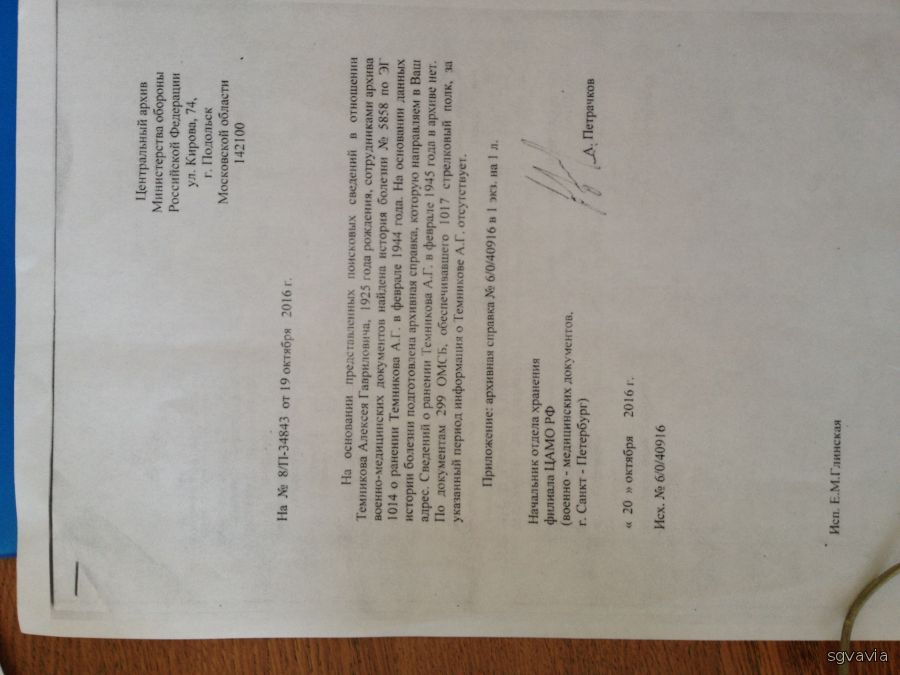 Центральный архив
Министерства обороны
Российской Федерации
ул. Кирова, 74,
г. Подольск
Московской области
142100
На № 8/П-34843 от 19 октября 2016 г.
На основании представленных поисковых сведений в отношении
Темникова Алексея Гавриловича, 1925 года рождения, сотрудниками архива
военно-медицинских документов найдена история болезни № 5858 по ЭГ
1014 о ранении Темникова А.Г. в феврале 1944 года. На основании данных
истории болезни подготовлена архивная справка, которую направляем в Ваш
адрес. Сведений о ранении Темникова А.Г. в феврале 1945 года в архиве нет.
По документам 299 ОМСБ, обеспечивавшего 1017 стрелковый полк, за
указанный период информация о Темникове А.Г. отсутствует.
Приложение: архивная справка № 6/0/40916 в 1 экз. на 1 л.
Начальник отдела хранения
филиала ЦАМО РФ
(военно - медицинских документов,
г. Санкт - Петербург)
А. Петрачков
« 20 » октября 2016 г.
Исх. № 6/0/40916
Исп. Е.М.Глинская
sgvavia